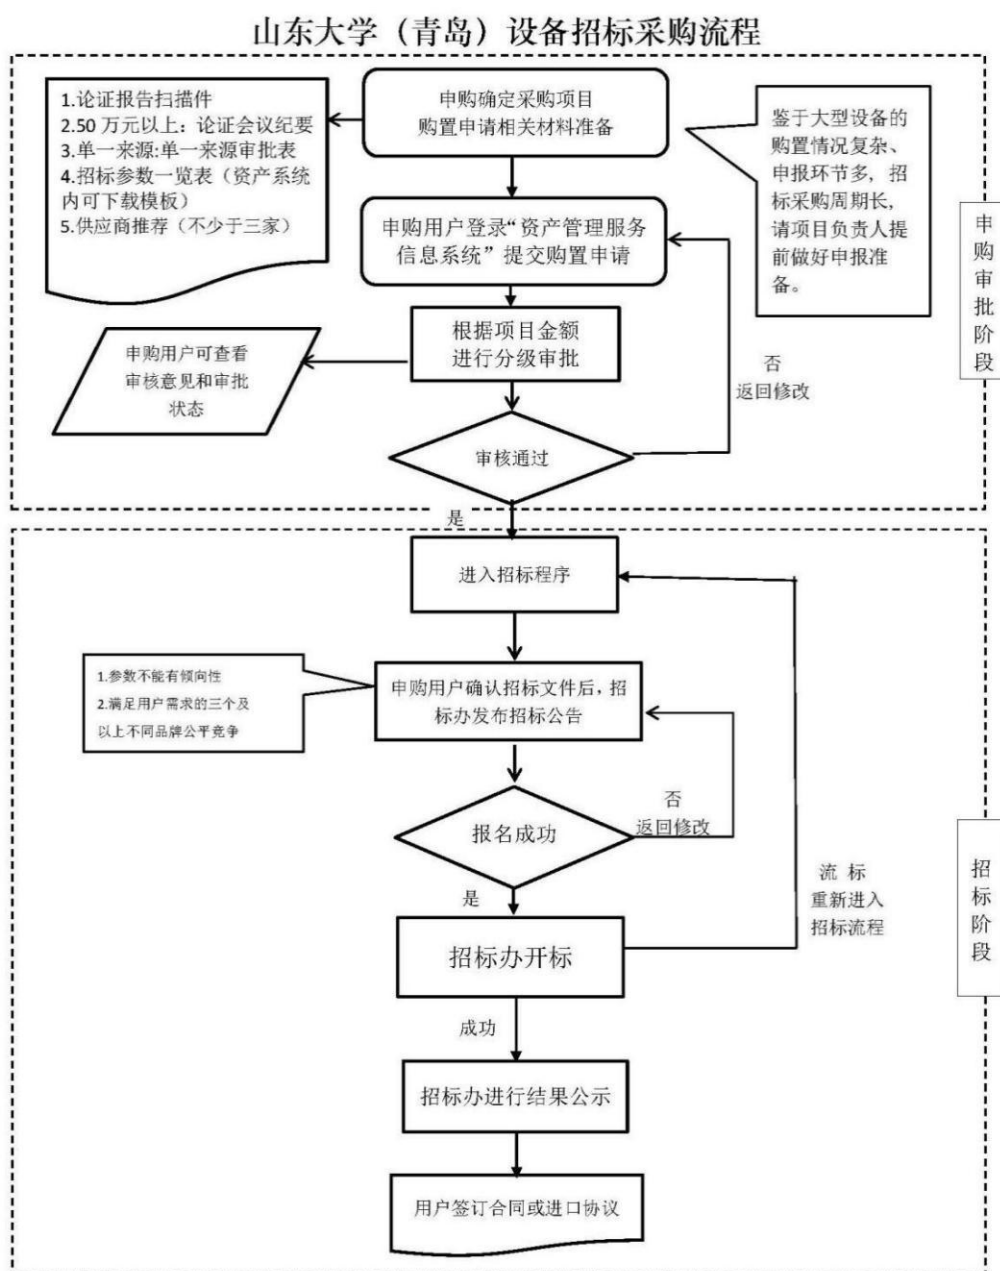 山东大学（青岛）设备招标采购流程
1.论证报告扫描件
2.50 万元以上：论证会议纪要
3.单一来源:单一来源审批表
4.招标参数一览表（资产系统
内可下载模板）
5.供应商推荐（不少于三家）
申购确定采购项目
购置申请相关材料准备
鉴于大型设备的
购置情况复杂、
申报环节多，招
标采购周期长，
请项目负责人提
前做好申报准
备。
申购审批阶段
申购用户登录“资产管理服务
信息系统”提交购置申请
根据项目金额
进行分级审批
申购用户可查看
审核意见和审批
状态
否
返回修改
审核通过
是
进入招标程序
1.参数不能有倾向性
2.满足用户需求的三个及
以上不同品牌公平竞争
申购用户确认招标文件后，招
标办发布招标公告
否
返回修改
报名成功
是
流 标
重新进入
招标流程
招标阶段
招标办开标
成功
招标办进行结果公示
用户签订合同或进口协议